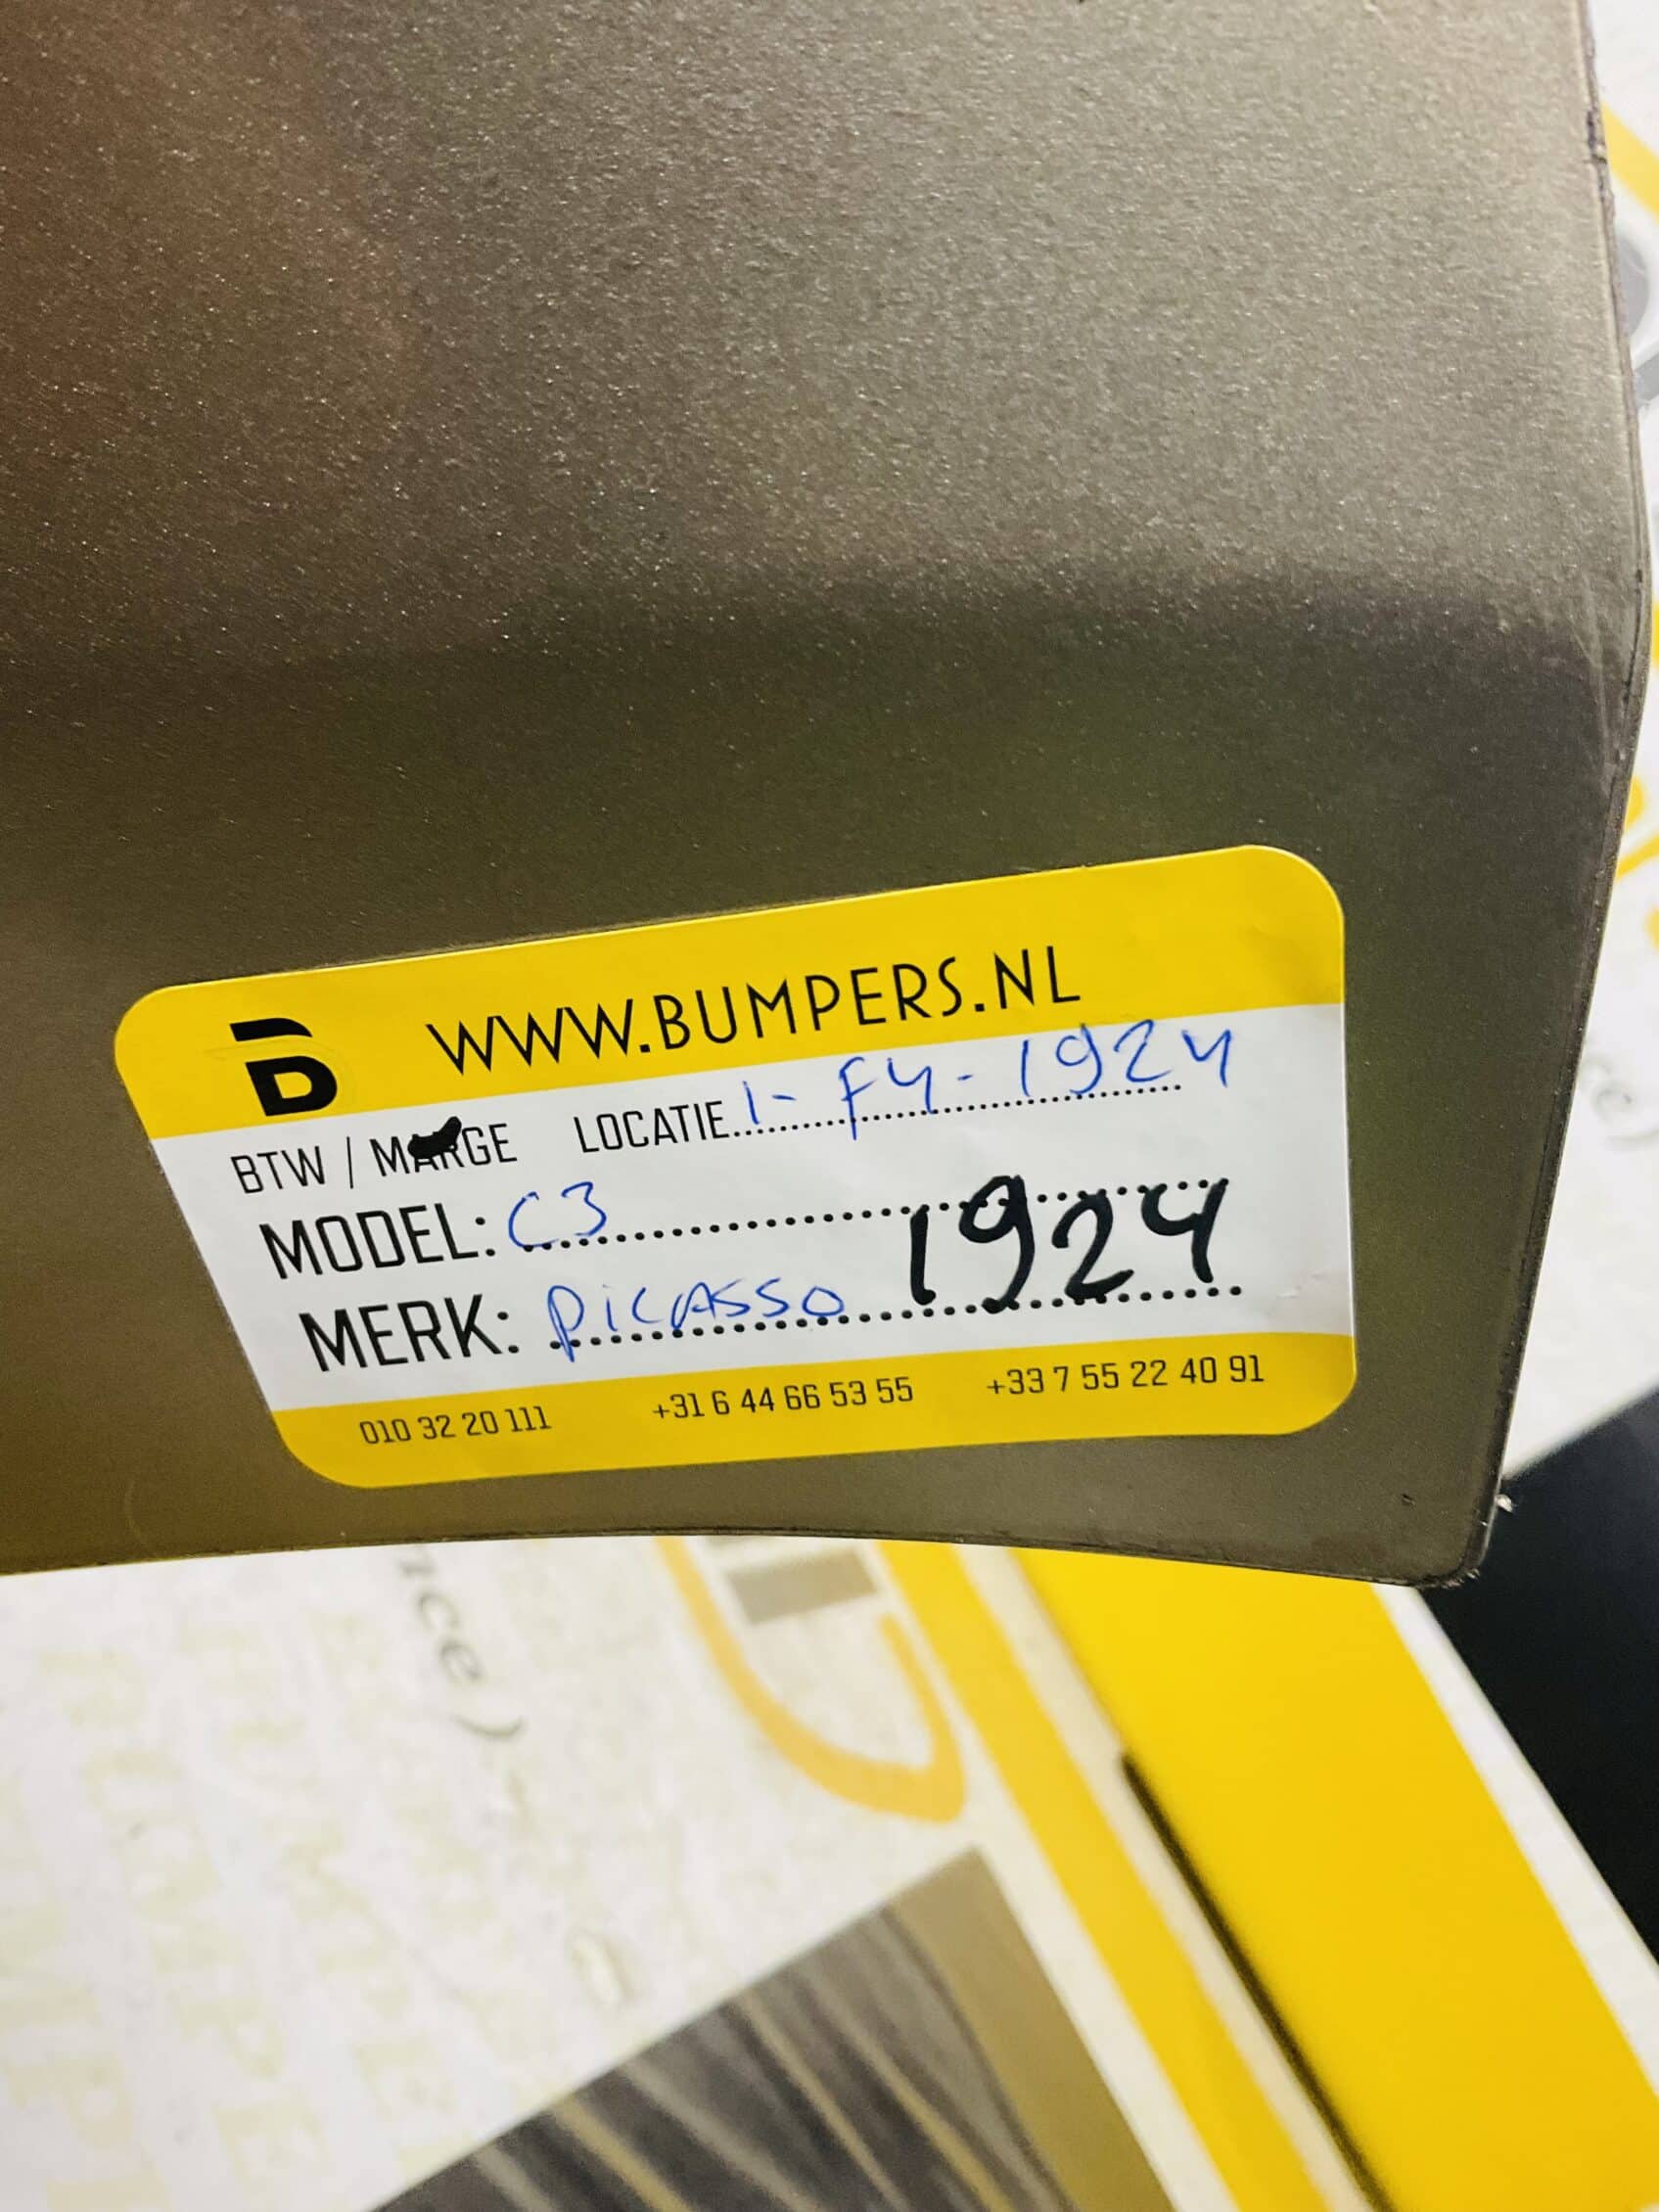 B WWW.BUMPERS.NL
BTW / MARGE LOCATIE 1-F4-1924
MODEL: C3
1924
MERK: PiCASSO
010 32 20 111 +31 6 44 66 53 55 +33 7 55 22 40 91
nce)